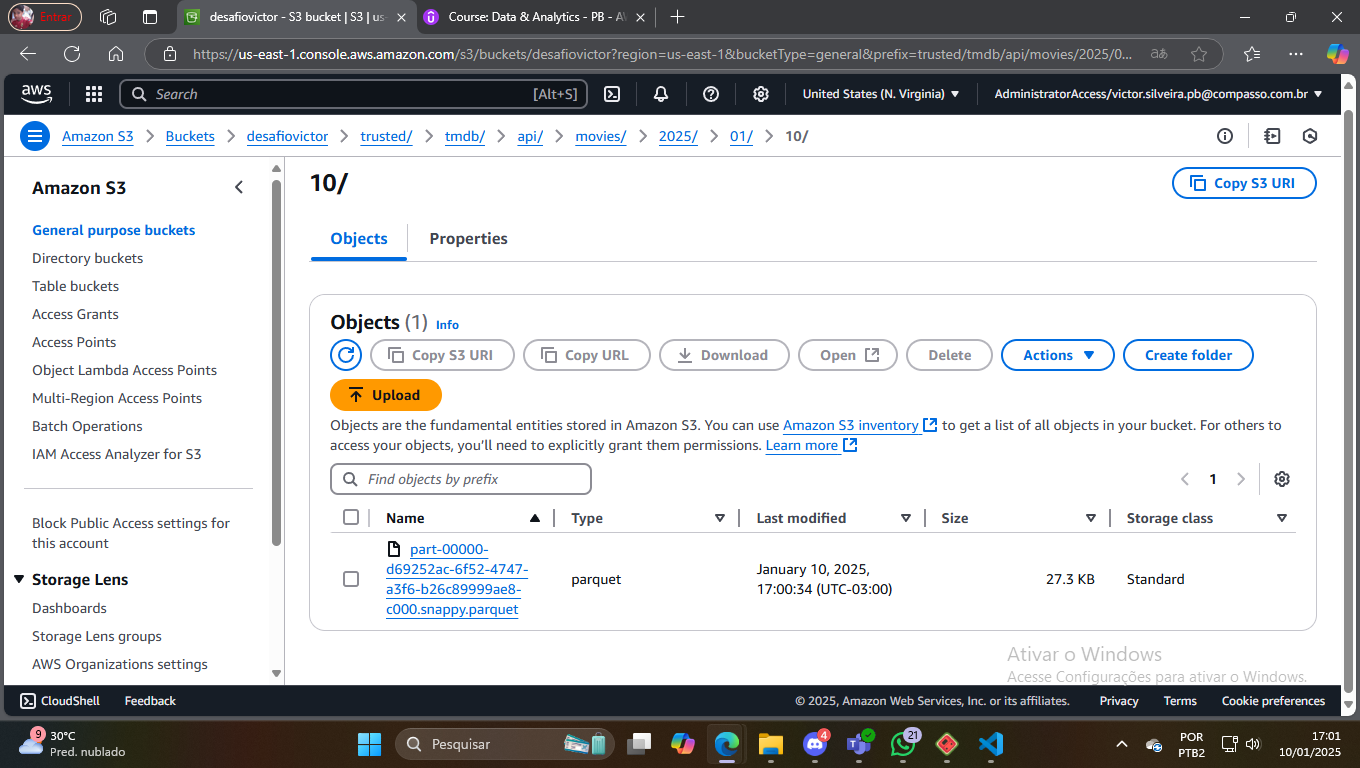 Entrar
desafiovictor - S3 bucket | S3 | us-
Course: Data & Analytics - PB - AW
https://us-east-1.console.aws.amazon.com/s3/buckets/desafiovictor?region=us-east-1&bucketType=general&prefix=trusted/tmdb/api/movies/2025/0...
aあ
aws
Search
[Alt+S]
United States (N. Virginia)
AdministratorAccess/victor.silveira.pb@compasso.com.br
Amazon S3
Buckets
desafiovictor
trusted/
tmdb/
api/
movies/
2025/
01/
10/
Amazon S3
General purpose buckets
Directory buckets
Table buckets
Access Grants
Access Points
Object Lambda Access Points
Multi-Region Access Points
Batch Operations
IAM Access Analyzer for S3
Block Public Access settings for
this account
Storage Lens
Dashboards
Storage Lens groups
AWS Organizations settings
10/
Copy S3 URI
Objects
Properties
Objects (1) Info
Copy S3 URI
Copy URL
Download
Open
Delete
Actions
Create folder
Upload
Objects are the fundamental entities stored in Amazon S3. You can use Amazon S3 inventory to get a list of all objects in your bucket. For others to
access your objects, you'll need to explicitly grant them permissions. Learn more
Find objects by prefix
1
Name
Type
Last modified
Size
Storage class
part-00000-
d69252ac-6f52-4747-
a3f6-b26c89999ae8-
c000.snappy.parquet
parquet
January 10, 2025,
17:00:34 (UTC-03:00)
27.3 KB
Standard
Ativar o Windows
Acesse Configurações para ativar o Windows.
CloudShell
Feedback
© 2025, Amazon Web Services, Inc. or its affiliates.
Privacy
Terms
Cookie preferences
9
30°C
Pred. nublado
Pesquisar
4
21
POR
PTB2
17:01
10/01/2025